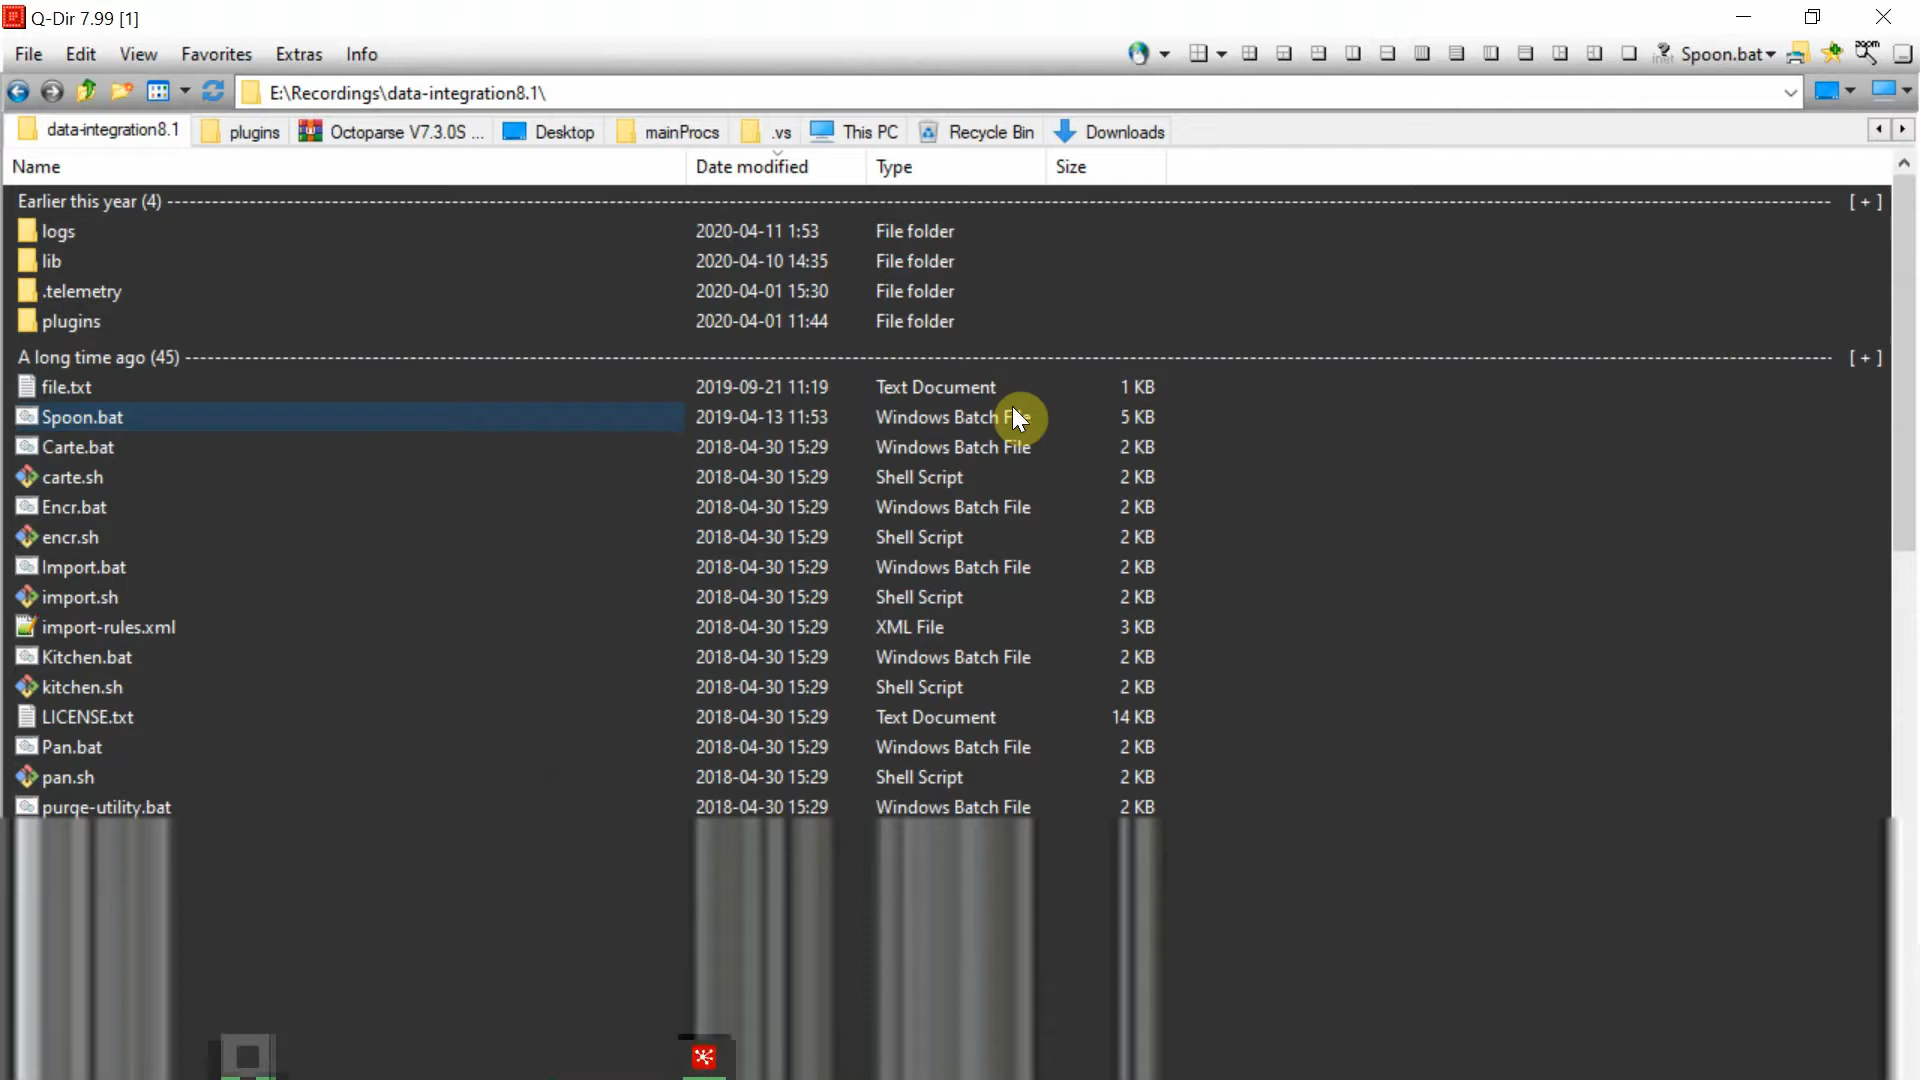 Q-Dir 7.99 [1]
File Edit View Favorites Extras Info Spoon.bat
E:\Recordings\data-integration8.1\
data-integration8.1 plugins Octoparse V7.3.0S ... Desktop mainProcs .vs This PC Recycle Bin Downloads
Name Date modified Type Size
Earlier this year (4) [ + ]
logs 2020-04-11 1:53 File folder
lib 2020-04-10 14:35 File folder
.telemetry 2020-04-01 15:30 File folder
plugins 2020-04-01 11:44 File folder
A long time ago (45) [ + ]
file.txt 2019-09-21 11:19 Text Document 1 KB
Spoon.bat 2019-04-13 11:53 Windows Batch File 5 KB
Carte.bat 2018-04-30 15:29 Windows Batch File 2 KB
carte.sh 2018-04-30 15:29 Shell Script 2 KB
Encr.bat 2018-04-30 15:29 Windows Batch File 2 KB
encr.sh 2018-04-30 15:29 Shell Script 2 KB
Import.bat 2018-04-30 15:29 Windows Batch File 2 KB
import.sh 2018-04-30 15:29 Shell Script 2 KB
import-rules.xml 2018-04-30 15:29 XML File 3 KB
Kitchen.bat 2018-04-30 15:29 Windows Batch File 2 KB
kitchen.sh 2018-04-30 15:29 Shell Script 2 KB
LICENSE.txt 2018-04-30 15:29 Text Document 14 KB
Pan.bat 2018-04-30 15:29 Windows Batch File 2 KB
pan.sh 2018-04-30 15:29 Shell Script 2 KB
purge-utility.bat 2018-04-30 15:29 Windows Batch File 2 KB